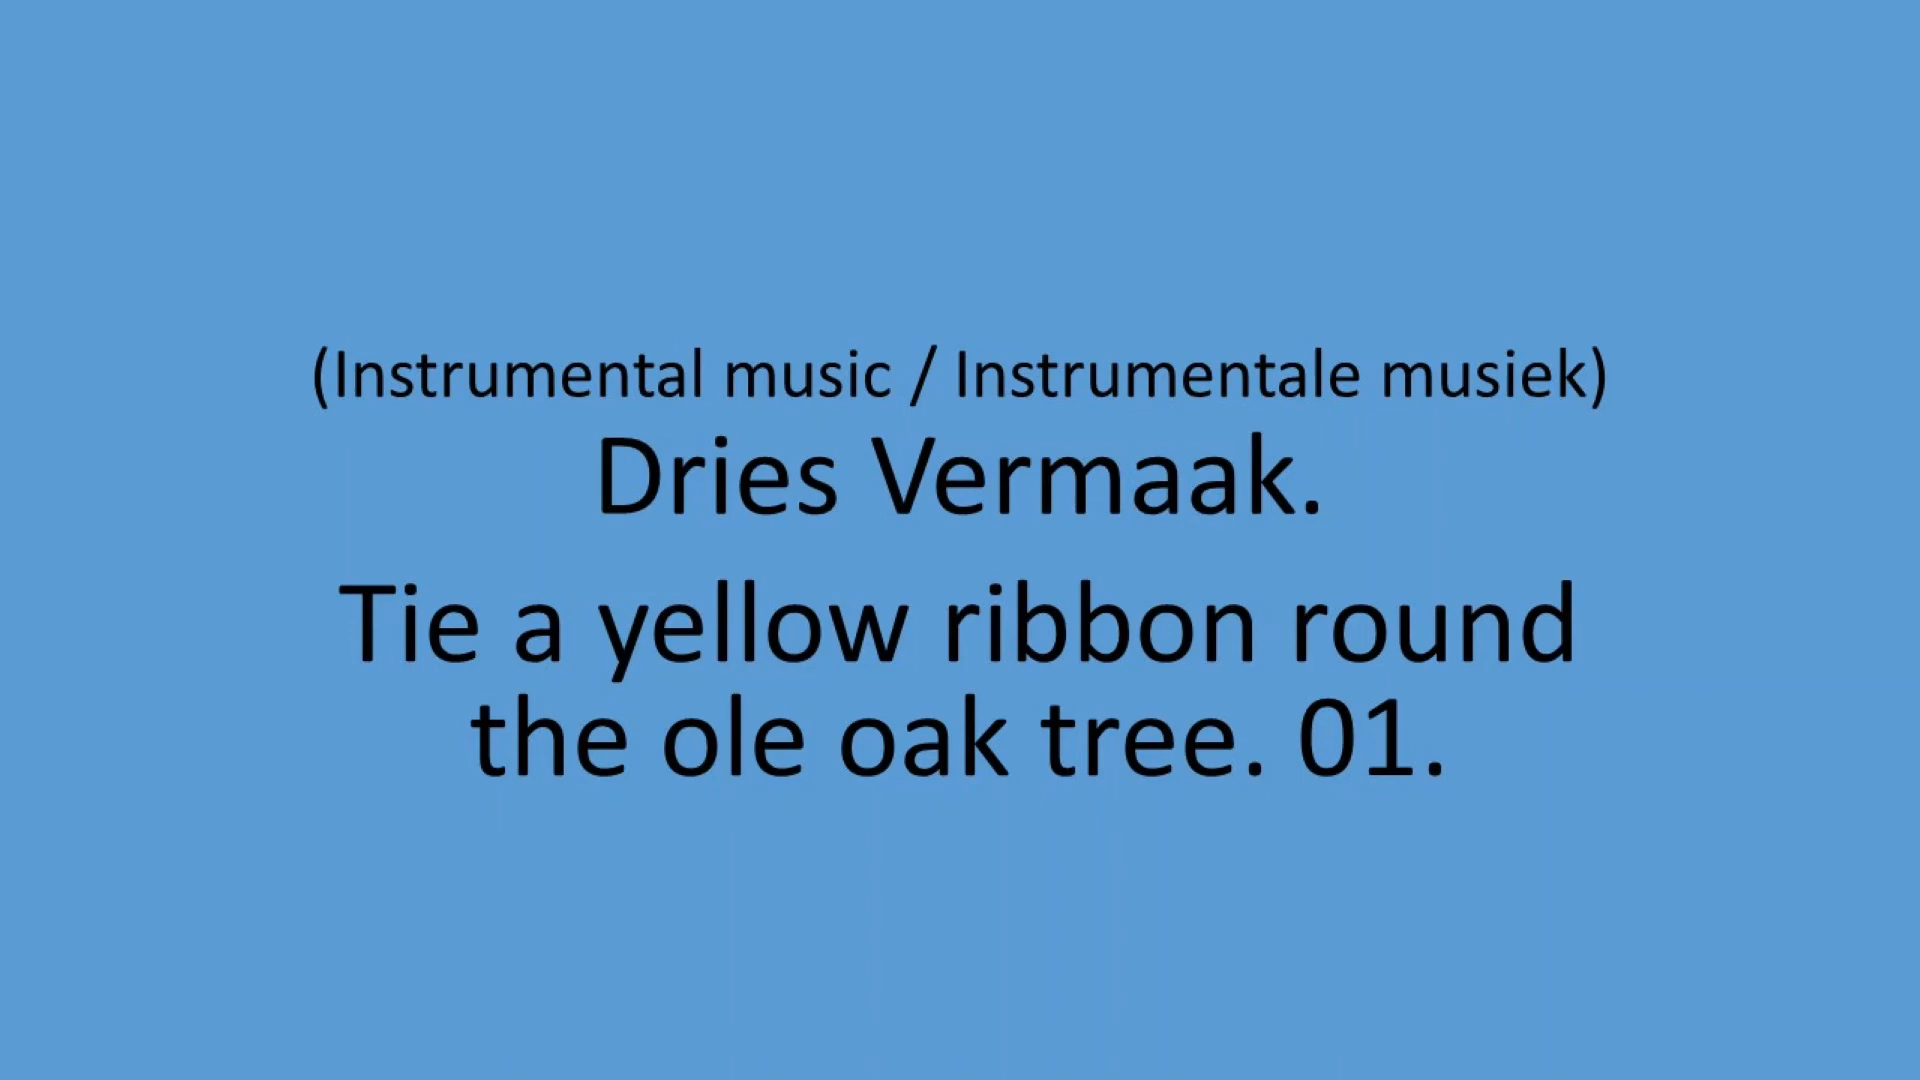 (Instrumental music / Instrumentale musiek)
Dries Vermaak.
Tie a yellow ribbon round
the ole oak tree. 01.